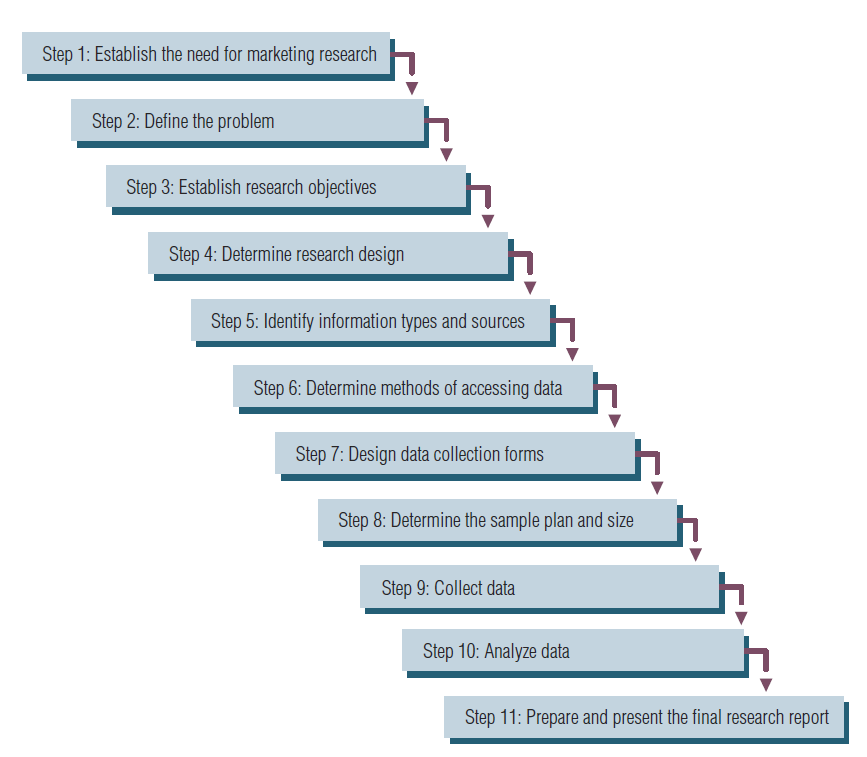 Step 1: Establish the need for marketing research
Step 2: Define the problem
Step 3: Establish research objectives
Step 4: Determine research design
Step 5: Identify information types and sources
Step 6: Determine methods of accessing data
Step 7: Design data collection forms
Step 8: Determine the sample plan and size
Step 9: Collect data
Step 10: Analyze data
Step 11: Prepare and present the final research report